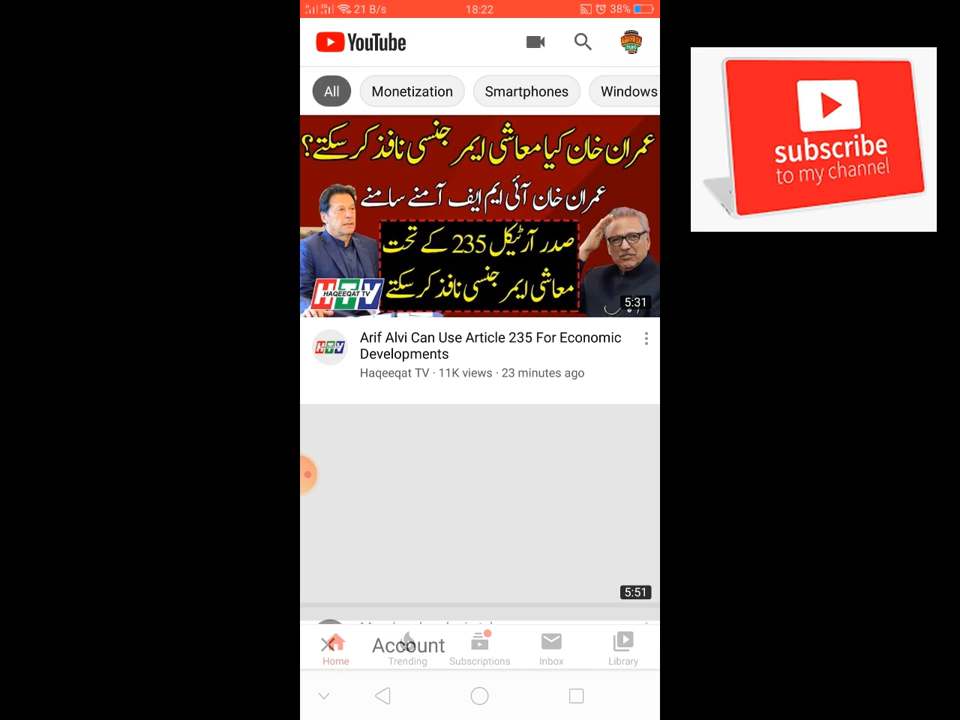 21 B/s
18:22
38%
YouTube
All
Monetization
Smartphones
Windows
عمران خان کیا معاشی ایمرجنسی نافذ کر سکتے؟
عمران خان آئی ایم ایف آمنے سامنے
صدر آرٹیکل 235 کے تحت
معاشی ایمرجنسی نافذ کر سکتے
HAQEEQAT TV
HTV
5:31
HTV
Arif Alvi Can Use Article 235 For Economic
Developments
Haqeeqat TV · 11K views · 23 minutes ago
5:51
Account
Home
Trending
Subscriptions
Inbox
Library
subscribe
to my channel